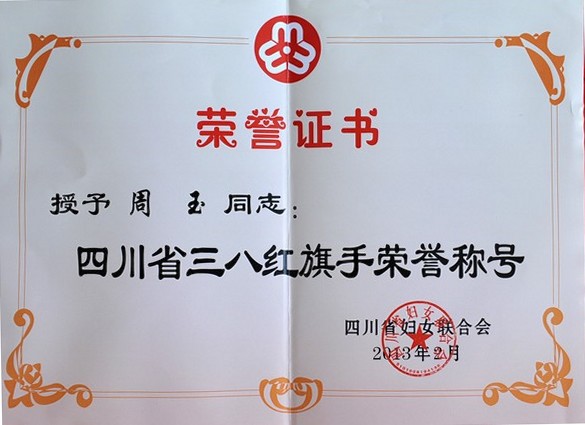 荣誉证书
授予 周 玉 同志：
四川省三八红旗手荣誉称号
四川省妇女联合会
2013年2月